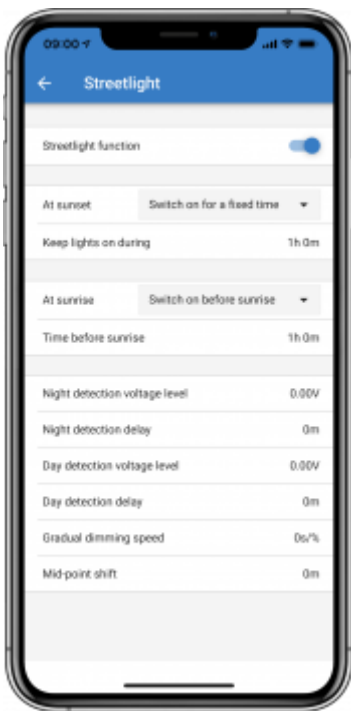 09:00
Streetlight
Streetlight function
At sunset Switch on for a fixed time
Keep lights on during 1h 0m
At sunrise Switch on before sunrise
Time before sunrise 1h 0m
Night detection voltage level 0.00V
Night detection delay 0m
Day detection voltage level 0.00V
Day detection delay 0m
Gradual dimming speed 0s/%
Mid-point shift 0m